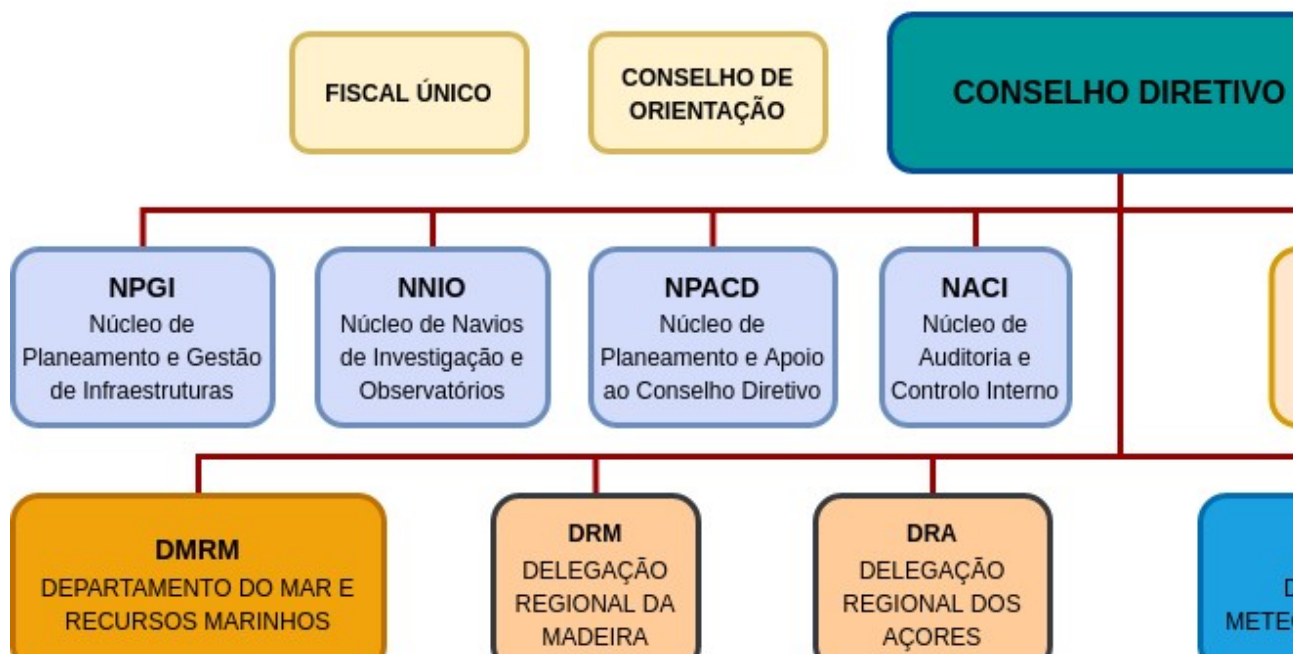 FISCAL ÚNICO
CONSELHO DE
ORIENTAÇÃO
CONSELHO DIRETIVO
NPGI
Núcleo de
Planeamento e Gestão
de Infraestruturas
NNIO
Núcleo de Navios
de Investigação e
Observatórios
NPACD
Núcleo de
Planeamento e Apoio
ao Conselho Diretivo
NACI
Núcleo de
Auditoria e
Controlo Interno
DMRM
DEPARTAMENTO DO MAR E
RECURSOS MARINHOS
DRM
DELEGAÇÃO
REGIONAL DA
MADEIRA
DRA
DELEGAÇÃO
REGIONAL DOS
AÇORES